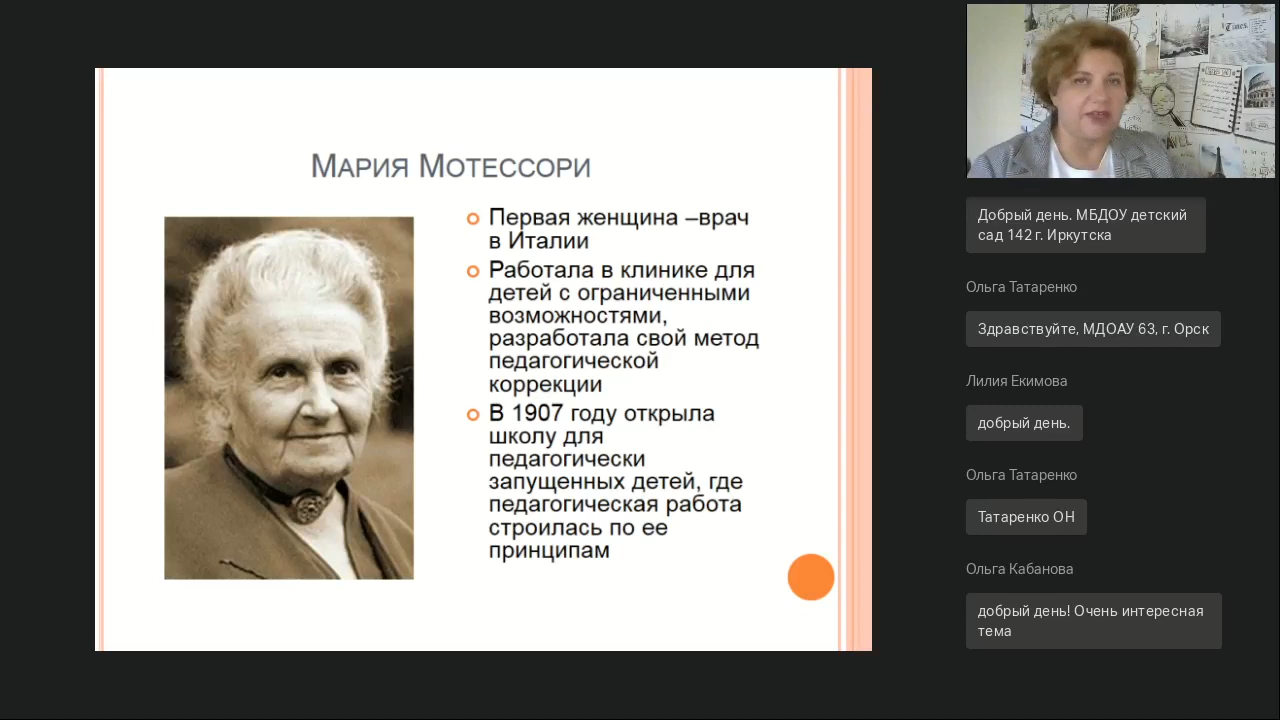 Мария Мотессори
Первая женщина –врач
в Италии
Работала в клинике для
детей с ограниченными
возможностями,
разработала свой метод
педагогической
коррекции
В 1907 году открыла
школу для
педагогически
запущенных детей, где
педагогическая работа
строилась по ее
принципам
Times
Добрый день. МБДОУ детский
сад 142 г. Иркутска
Ольга Татаренко
Здравствуйте, МДОАУ 63, г. Орск
Лилия Екимова
добрый день.
Ольга Татаренко
Татаренко ОН
Ольга Кабанова
добрый день! Очень интересная
тема